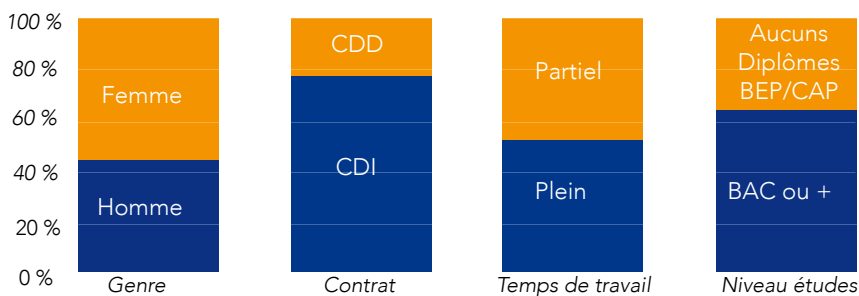 100 %
80 %
60 %
40 %
20 %
0 %
Femme
Homme
Genre
CDD
CDI
Contrat
Partiel
Plein
Temps de travail
Aucuns
Diplômes
BEP/CAP
BAC ou +
Niveau études